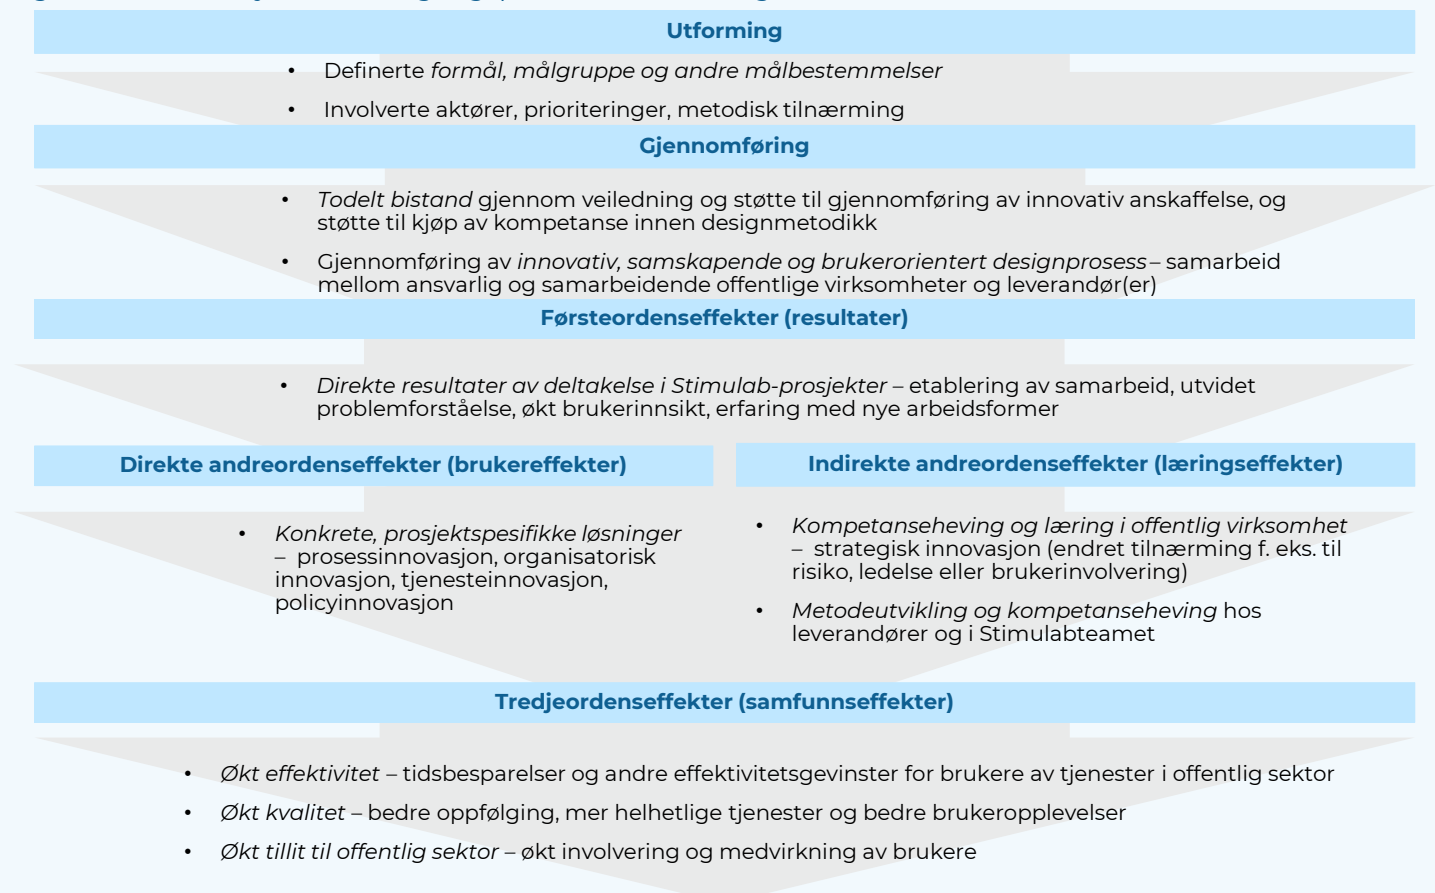 Utforming
• Definerte formål, målgruppe og andre målbestemmelser
• Involverte aktører, prioriteringer, metodisk tilnærming
Gjennomføring
• Todelt bistand gjennom veiledning og støtte til gjennomføring av innovativ anskaffelse, og
støtte til kjøp av kompetanse innen designmetodikk
• Gjennomføring av innovativ, samskapende og brukerorientert designprosess – samarbeid
mellom ansvarlig og samarbeidende offentlige virksomheter og leverandør(er)
Førsteordenseffekter (resultater)
• Direkte resultater av deltakelse i Stimulab-prosjekter – etablering av samarbeid, utvidet
problemforståelse, økt brukerinnsikt, erfaring med nye arbeidsformer
Direkte andreordenseffekter (brukereffekter)
• Konkrete, prosjektspesifikke løsninger
– prosessinnovasjon, organisatorisk
innovasjon, tjenesteinnovasjon,
policyinnovasjon
Indirekte andreordenseffekter (læringseffekter)
• Kompetanseheving og læring i offentlig virksomhet
– strategisk innovasjon (endret tilnærming f. eks. til
risiko, ledelse eller brukerinvolvering)
• Metodeutvikling og kompetanseheving hos
leverandører og i Stimulabteamet
Tredjeordenseffekter (samfunnseffekter)
• Økt effektivitet – tidsbesparelser og andre effektivitetsgevinster for brukere av tjenester i offentlig sektor
• Økt kvalitet – bedre oppfølging, mer helhetlige tjenester og bedre brukeropplevelser
• Økt tillit til offentlig sektor – økt involvering og medvirkning av brukere